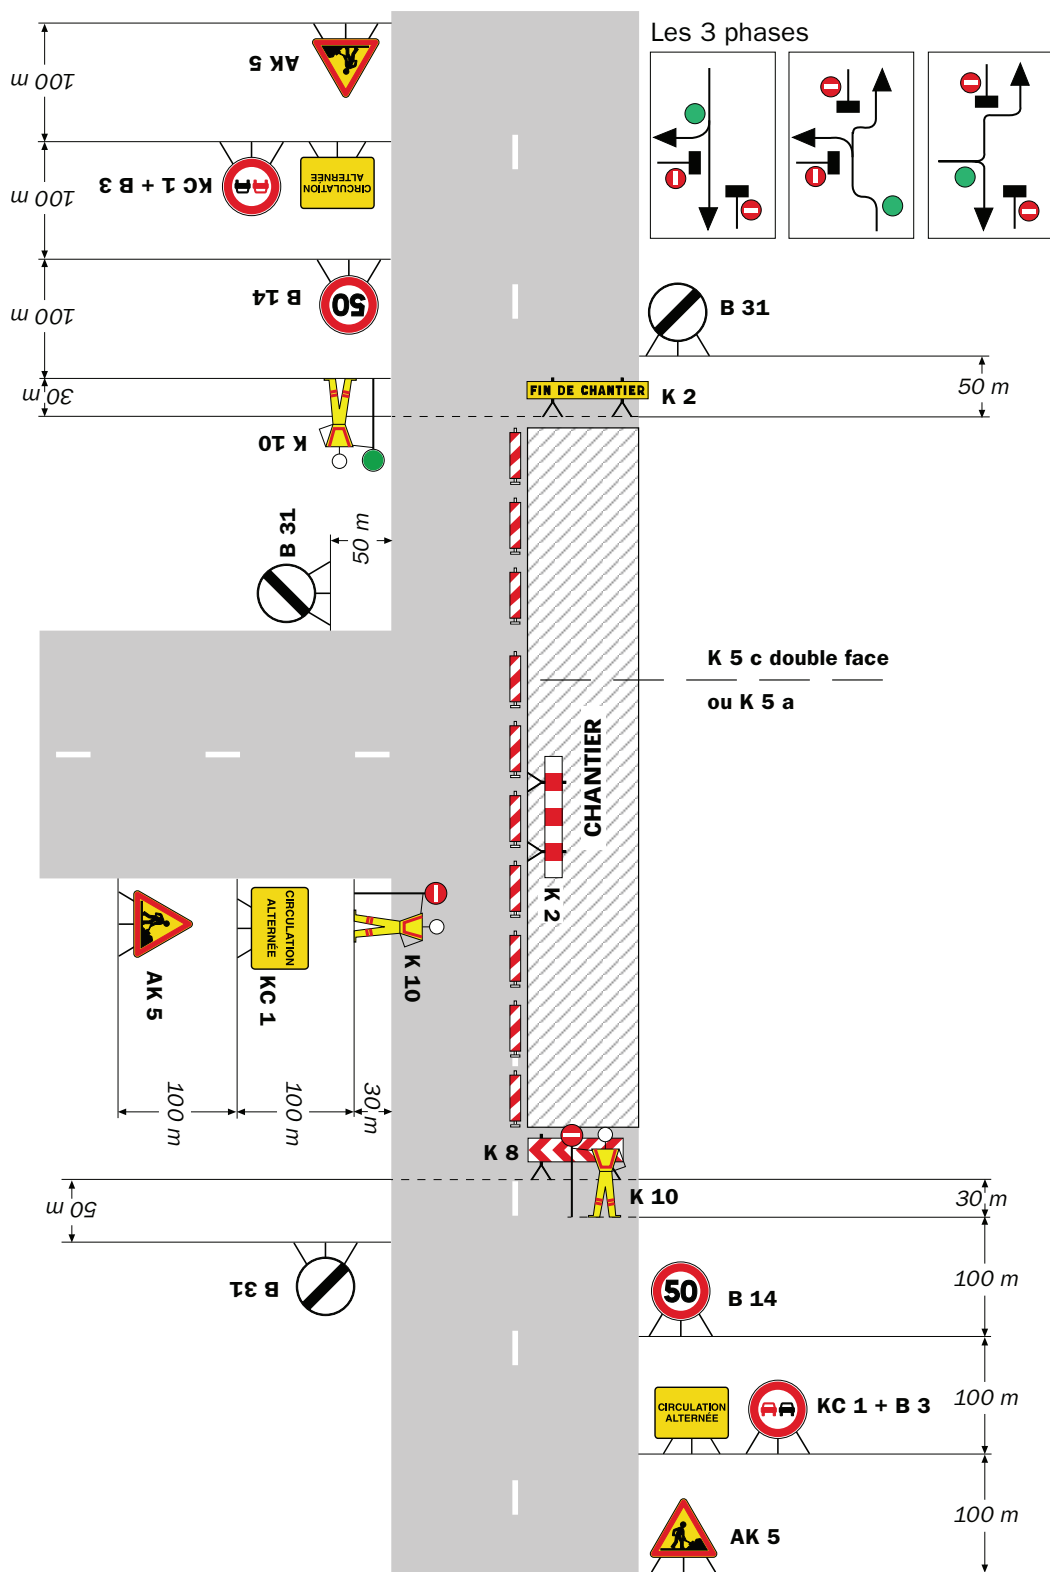 Les 3 phases
AK 5
100 m
KC 1 + B 3
CIRCULATION
ALTERNÉE
100 m
50
B 14
100 m
30 m
K 10
B 31
50 m
FIN DE CHANTIER
K 2
B 31
50 m
K 5 c double face
ou K 5 a
CHANTIER
K 2
AK 5
CIRCULATION
ALTERNÉE
KC 1
K 10
100 m
100 m
30 m
K 8
K 10
30 m
50 m
B 31
50
B 14
100 m
CIRCULATION
ALTERNÉE
KC 1 + B 3
100 m
AK 5
100 m